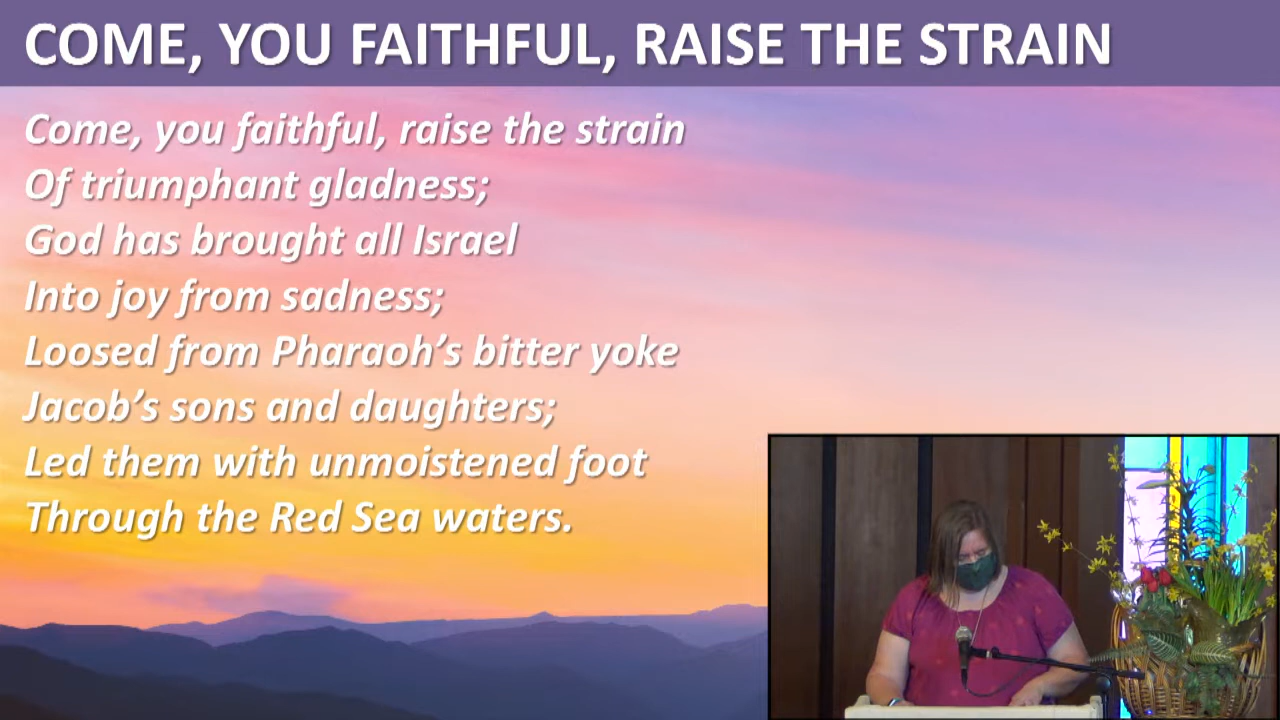 COME, YOU FAITHFUL, RAISE THE STRAIN
Come, you faithful, raise the strain
Of triumphant gladness;
God has brought all Israel
Into joy from sadness;
Loosed from Pharaoh’s bitter yoke
Jacob’s sons and daughters;
Led them with unmoistened foot
Through the Red Sea waters.